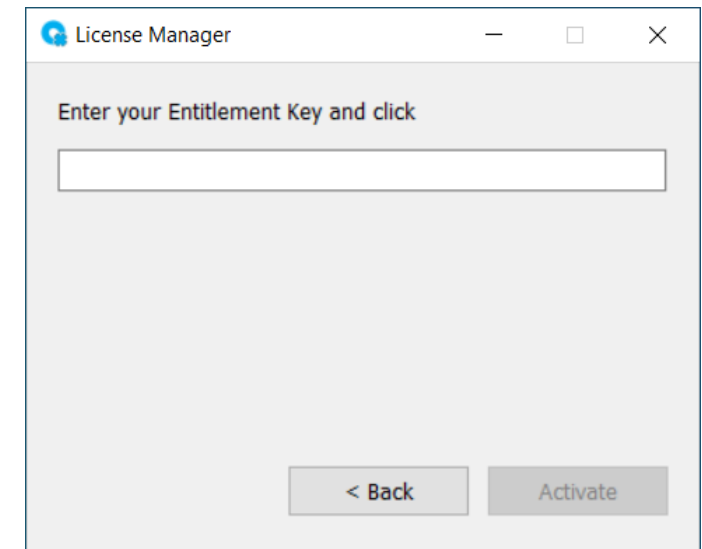 License Manager
Enter your Entitlement Key and click
< Back
Activate